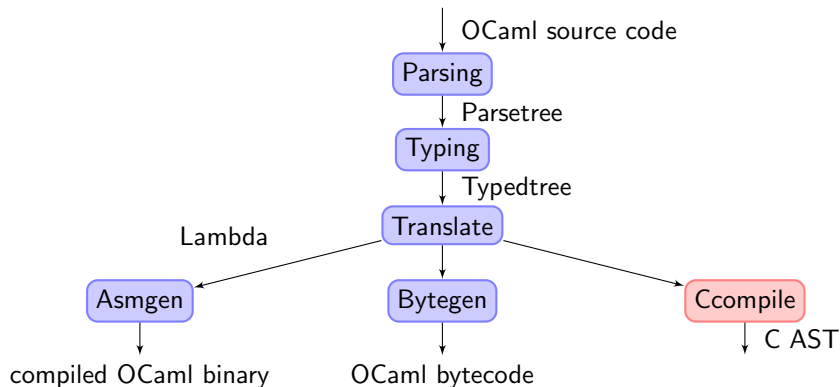 OCaml source code
Parsing
Parsetree
Typing
Typedtree
Translate
Lambda
Asmgen
Bytegen
Ccompile
C AST
compiled OCaml binary
OCaml bytecode